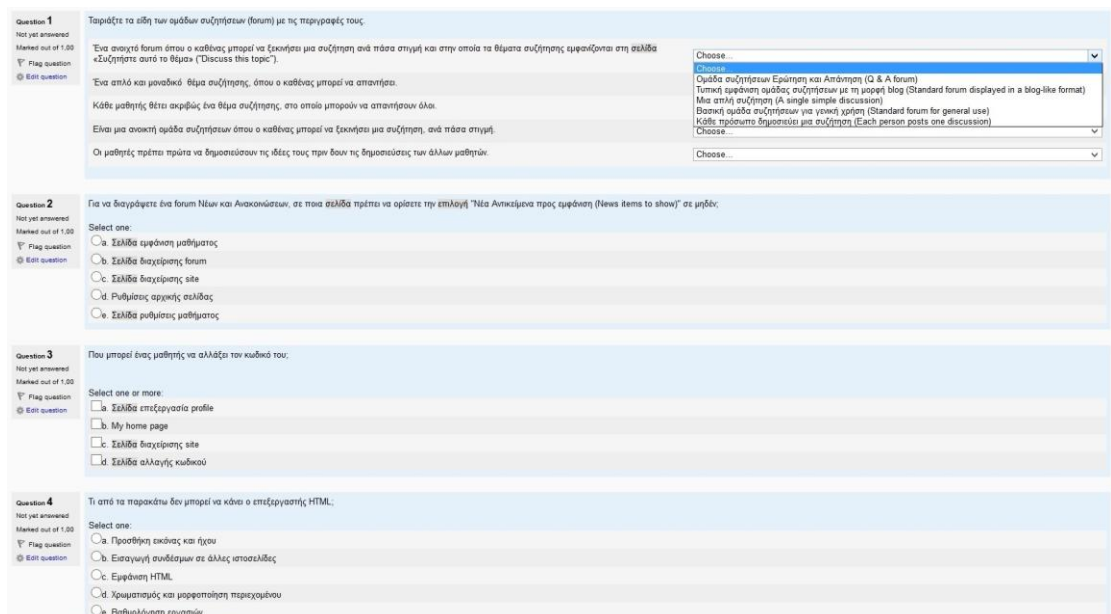 Question 1
Not yet answered
Marked out of 1,00
Flag question
Edit question
Ταιριάξτε τα είδη των ομάδων συζητήσεων (forum) με τις περιγραφές τους.
Ένα ανοιχτό forum όπου ο καθένας μπορεί να ξεκινήσει μια συζήτηση ανά πάσα στιγμή και στην οποία τα θέματα συζήτησης εμφανίζονται στη σελίδα
«Συζητήστε αυτό το θέμα» ("Discuss this topic").
Choose...
Choose...
Ομάδα συζητήσεων Ερώτηση και Απάντηση (Q & A forum)
Τυπική εμφάνιση ομάδας συζητήσεων με τη μορφή blog (Standard forum displayed in a blog-like format)
Μια απλή συζήτηση (A single simple discussion)
Βασική ομάδα συζητήσεων για γενική χρήση (Standard forum for general use)
Κάθε πρόσωπο δημοσιεύει μια συζήτηση (Each person posts one discussion)
Ένα απλό και μοναδικό θέμα συζήτησης, όπου ο καθένας μπορεί να απαντήσει.
Κάθε μαθητής θέτει ακριβώς ένα θέμα συζήτησης, στο οποίο μπορούν να απαντήσουν όλοι.
Είναι μια ανοικτή ομάδα συζητήσεων όπου ο καθένας μπορεί να ξεκινήσει μια συζήτηση, ανά πάσα στιγμή.
Choose...
Οι μαθητές πρέπει πρώτα να δημοσιεύσουν τις ιδέες τους πριν δουν τις δημοσιεύσεις των άλλων μαθητών.
Choose...
Question 2
Not yet answered
Marked out of 1,00
Flag question
Edit question
Για να διαγράψετε ένα forum Νέων και Ανακοινώσεων, σε ποια σελίδα πρέπει να ορίσετε την επιλογή "Νέα Αντικείμενα προς εμφάνιση (News items to show)" σε μηδέν;
Select one:
a. Σελίδα εμφάνιση μαθήματος
b. Σελίδα διαχείρισης forum
c. Σελίδα διαχείρισης site
d. Ρυθμίσεις αρχικής σελίδας
e. Σελίδα ρυθμίσεις μαθήματος
Question 3
Not yet answered
Marked out of 1,00
Flag question
Edit question
Που μπορεί ένας μαθητής να αλλάξει τον κωδικό του;
Select one or more:
a. Σελίδα επεξεργασία profile
b. My home page
c. Σελίδα διαχείρισης site
d. Σελίδα αλλαγής κωδικού
Question 4
Not yet answered
Marked out of 1,00
Flag question
Edit question
Τι από τα παρακάτω δεν μπορεί να κάνει ο επεξεργαστής HTML;
Select one:
a. Προσθήκη εικόνας και ήχου
b. Εισαγωγή συνδέσμων σε άλλες ιστοσελίδες
c. Εμφάνιση HTML
d. Χρωματισμός και μορφοποίηση περιεχομένου
e. Βαθμολόγηση εργασιών